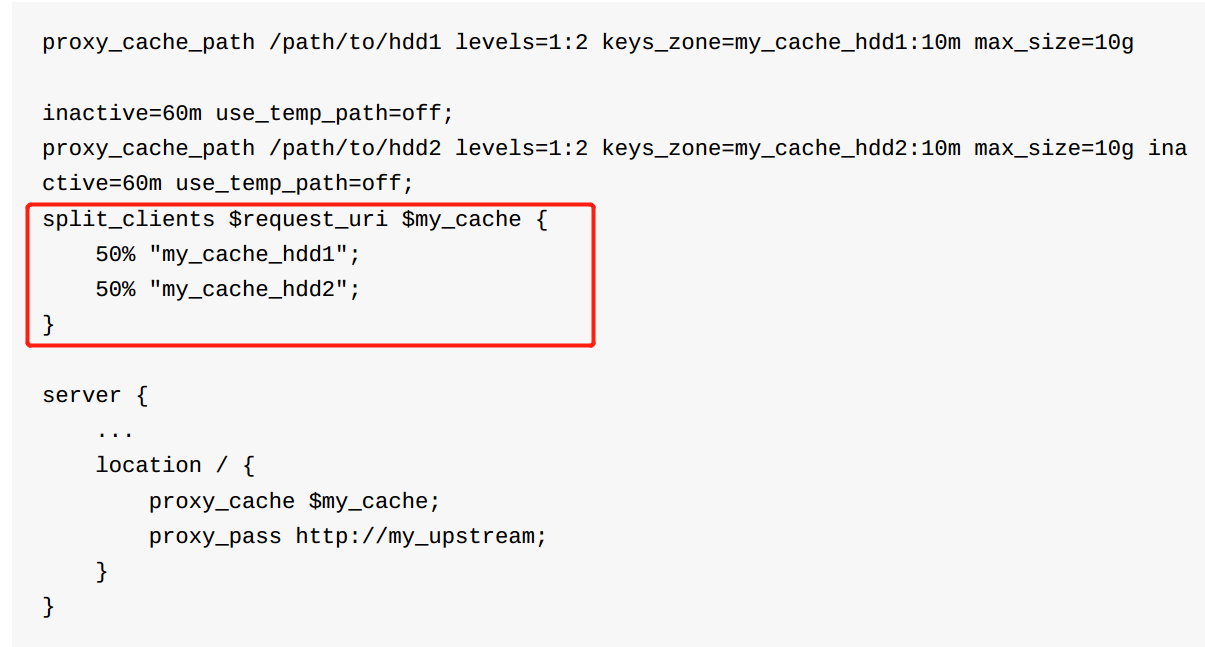 proxy_cache_path /path/to/hdd1 levels=1:2 keys_zone=my_cache_hdd1:10m max_size=10g
inactive=60m use_temp_path=off;
proxy_cache_path /path/to/hdd2 levels=1:2 keys_zone=my_cache_hdd2:10m max_size=10g ina
ctive=60m use_temp_path=off;
split_clients $request_uri $my_cache {
    50% "my_cache_hdd1";
    50% "my_cache_hdd2";
}
server {
    ...
    location / {
        proxy_cache $my_cache;
        proxy_pass http://my_upstream;
    }
}